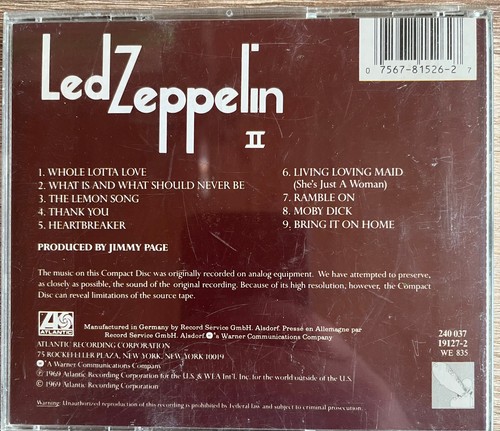 Led Zeppelin
II
0 7567-81526-2 7
1. WHOLE LOTTA LOVE
2. WHAT IS AND WHAT SHOULD NEVER BE
3. THE LEMON SONG
4. THANK YOU
5. HEARTBREAKER
6. LIVING LOVING MAID
(She's Just A Woman)
7. RAMBLE ON
8. MOBY DICK
9. BRING IT ON HOME
PRODUCED BY JIMMY PAGE
The music on this Compact Disc was originally recorded on analog equipment. We have attempted to preserve,
as closely as possible, the sound of the original recording. Because of its high resolution, however, the Compact
Disc can reveal limitations of the source tape.
ATLANTIC
Manufactured in Germany by Record Service GmbH. Alsdorf. Pressé en Allemagne par
Record Service GmbH. Alsdorf 'A Warner Communications Company
240 037
19127-2
WE 835
ATLANTIC RECORDING CORPORATION
75 ROCKEFELLER PLAZA, NEW YORK, NEW YORK 10019
'A Warner Communications Company
℗ 1969 Atlantic Recording Corporation for the U.S. & WEA Int'l. Inc. for the world outside of the U.S.
© 1969 Atlantic Recording Corporation
Warning: Unauthorized reproduction of this recording is prohibited by Federal law and subject to criminal prosecution.